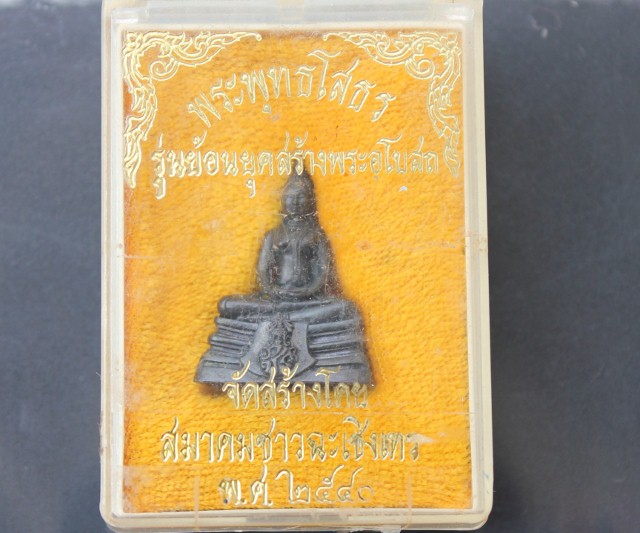 พระพุทธโสธร
รุ่นย้อนยุคสร้างพระอุโบสถ
จัดสร้างโดย
สมาคมชาวฉะเชิงเทรา
พ.ศ. ๒๕๔๐